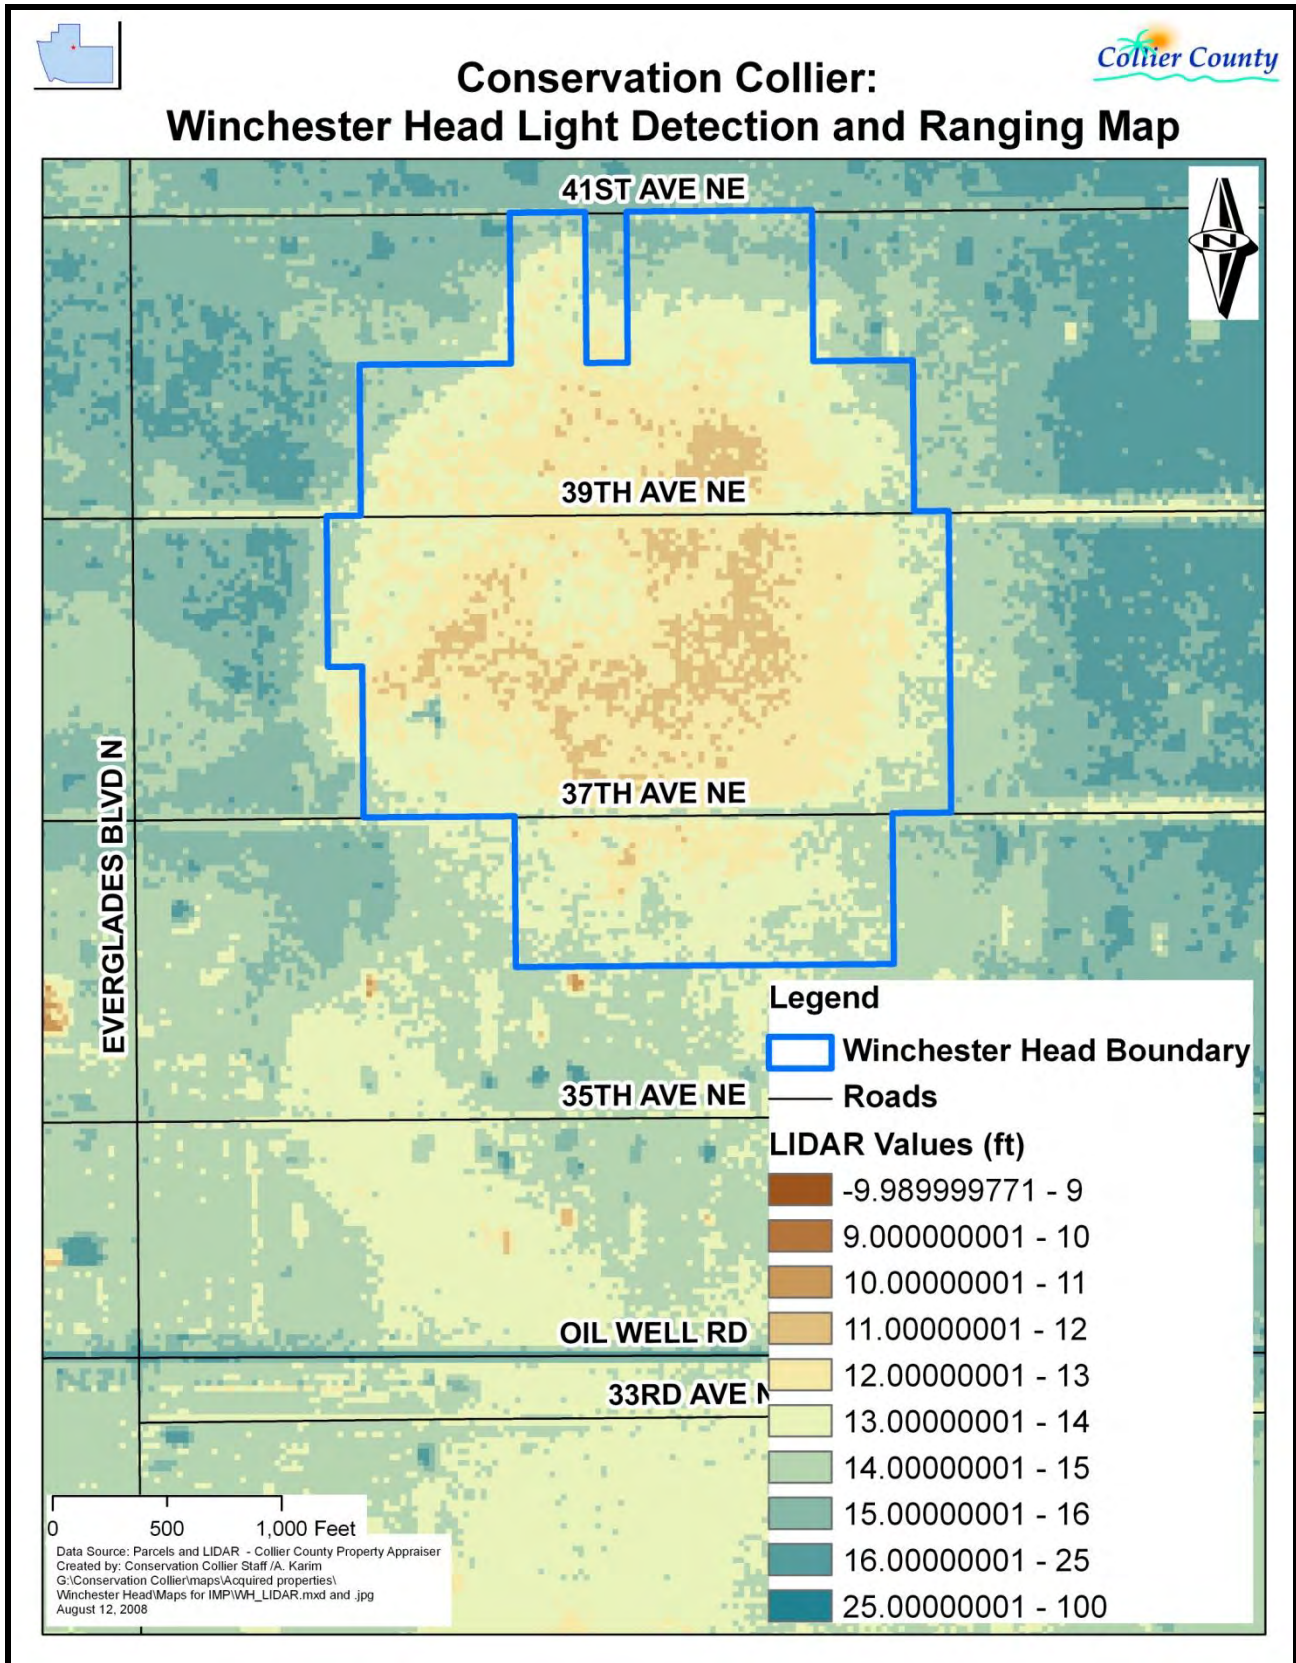 Collier County
Conservation Collier:
Winchester Head Light Detection and Ranging Map
N
41ST AVE NE
39TH AVE NE
37TH AVE NE
EVERGLADES BLVD N
35TH AVE NE
OIL WELL RD
33RD AVE N
Legend
Winchester Head Boundary
Roads
LIDAR Values (ft)
-9.989999771 - 9
9.000000001 - 10
10.00000001 - 11
11.00000001 - 12
12.00000001 - 13
13.00000001 - 14
14.00000001 - 15
15.00000001 - 16
16.00000001 - 25
25.00000001 - 100
0 500 1,000 Feet
Data Source: Parcels and LIDAR - Collier County Property Appraiser
Created by: Conservation Collier Staff /A. Karim
G:\Conservation Collier\maps\Acquired properties\
Winchester Head\Maps for IMP\WH_LIDAR.mxd and .jpg
August 12, 2008